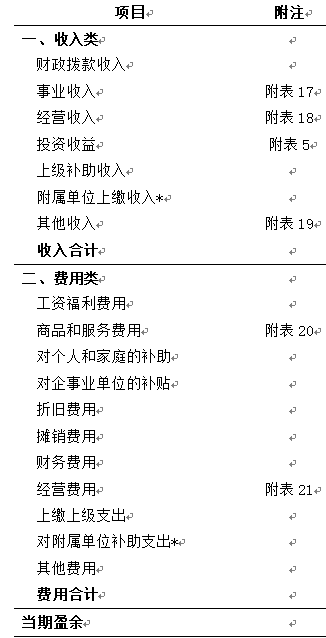 项目 附注
一、收入类
财政拨款收入
事业收入 附表 17
经营收入 附表 18
投资收益 附表 5
上级补助收入
附属单位上缴收入*
其他收入 附表 19
收入合计
二、费用类
工资福利费用
商品和服务费用 附表 20
对个人和家庭的补助
对企事业单位的补贴
折旧费用
摊销费用
财务费用
经营费用 附表 21
上缴上级支出
对附属单位补助支出*
其他费用
费用合计
当期盈余